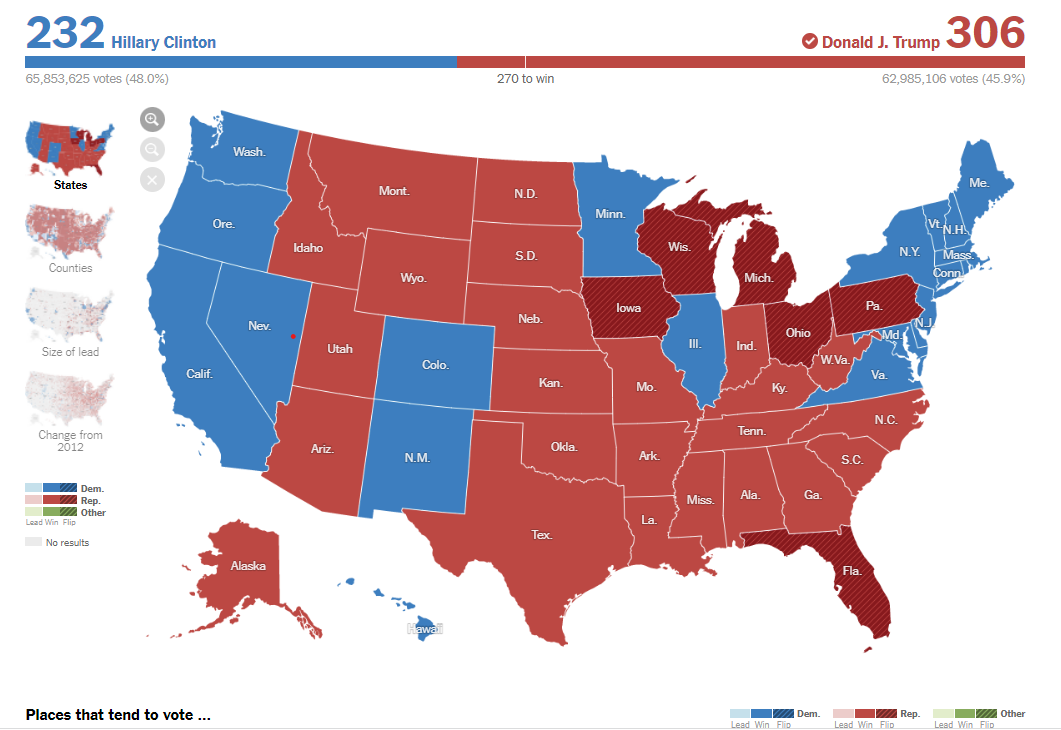 232 Hillary Clinton
Donald J. Trump 306
65,853,625 votes (48.0%)
270 to win
62,985,106 votes (45.9%)
States
Counties
Size of lead
Change from
2012
Dem.
Rep.
Other
Lead Win Flip
No results
Wash.
Ore.
Calif.
Nev.
Idaho
Mont.
Wyo.
Utah
Ariz.
Colo.
N.M.
N.D.
S.D.
Neb.
Kan.
Okla.
Tex.
Minn.
Iowa
Mo.
Ark.
La.
Wis.
Ill.
Mich.
Ind.
Ohio
Ky.
Tenn.
Miss.
Ala.
Ga.
Fla.
S.C.
N.C.
Va.
W.Va.
Md.
Pa.
N.J.
N.Y.
Conn.
Mass.
Vt.
N.H.
Me.
Alaska
Hawaii
Places that tend to vote ...
Dem.
Lead Win Flip
Rep.
Lead Win Flip
Other
Lead Win Flip